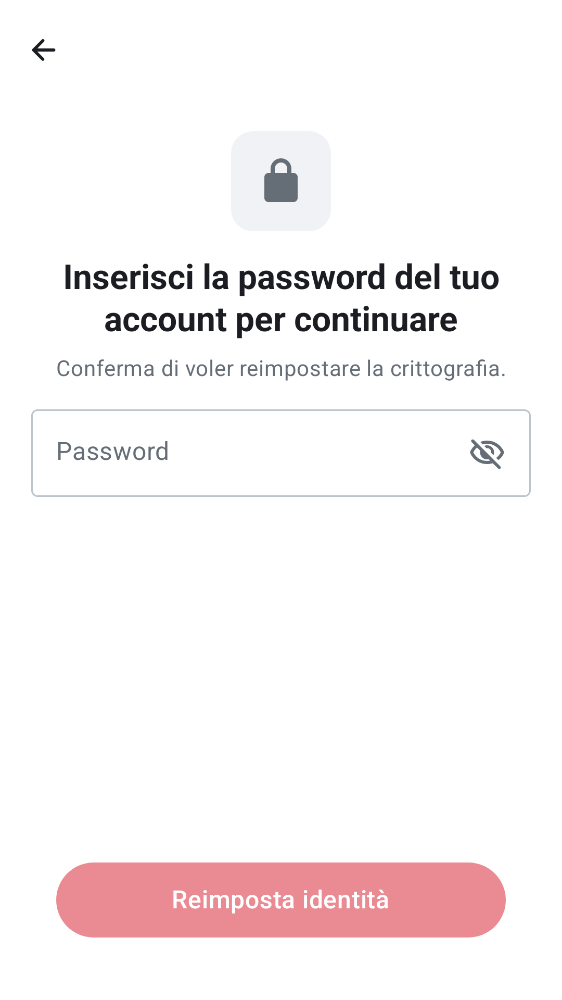 Inserisci la password del tuo
account per continuare
Conferma di voler reimpostare la crittografia.
Password
Reimposta identità